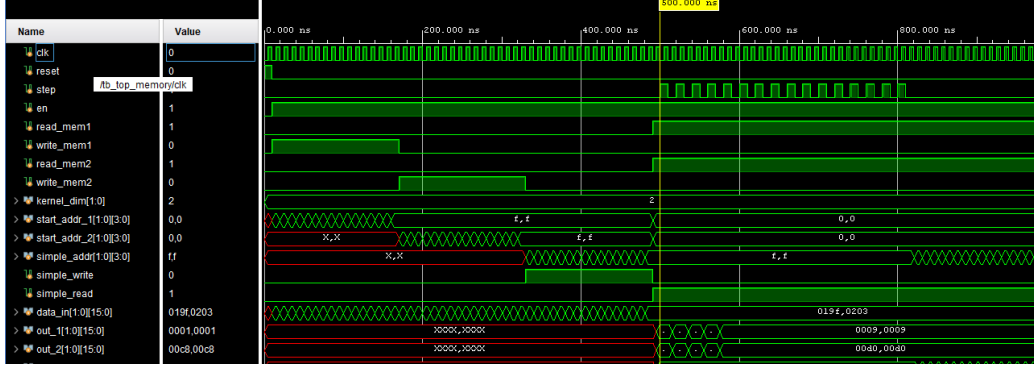 500.000 ns
Name Value
0.000 ns 200.000 ns 400.000 ns 600.000 ns 800.000 ns
clk 0
reset 0
/tb_top_memory/clk
step
en 1
read_mem1 1
write_mem1 0
read_mem2 1
write_mem2 0
kernel_dim[1:0] 2 2
start_addr_1[1:0][3:0] 0,0 f,f 0,0
start_addr_2[1:0][3:0] 0,0 X,X f,f 0,0
simple_addr[1:0][3:0] f,f X,X f,f
simple_write 0
simple_read 1
data_in[1:0][15:0] 019f,0203 019f,0203
out_1[1:0][15:0] 0001,0001 XXXX,XXXX 0009,0009
out_2[1:0][15:0] 00c8,00c8 XXXX,XXXX 00d0,00d0